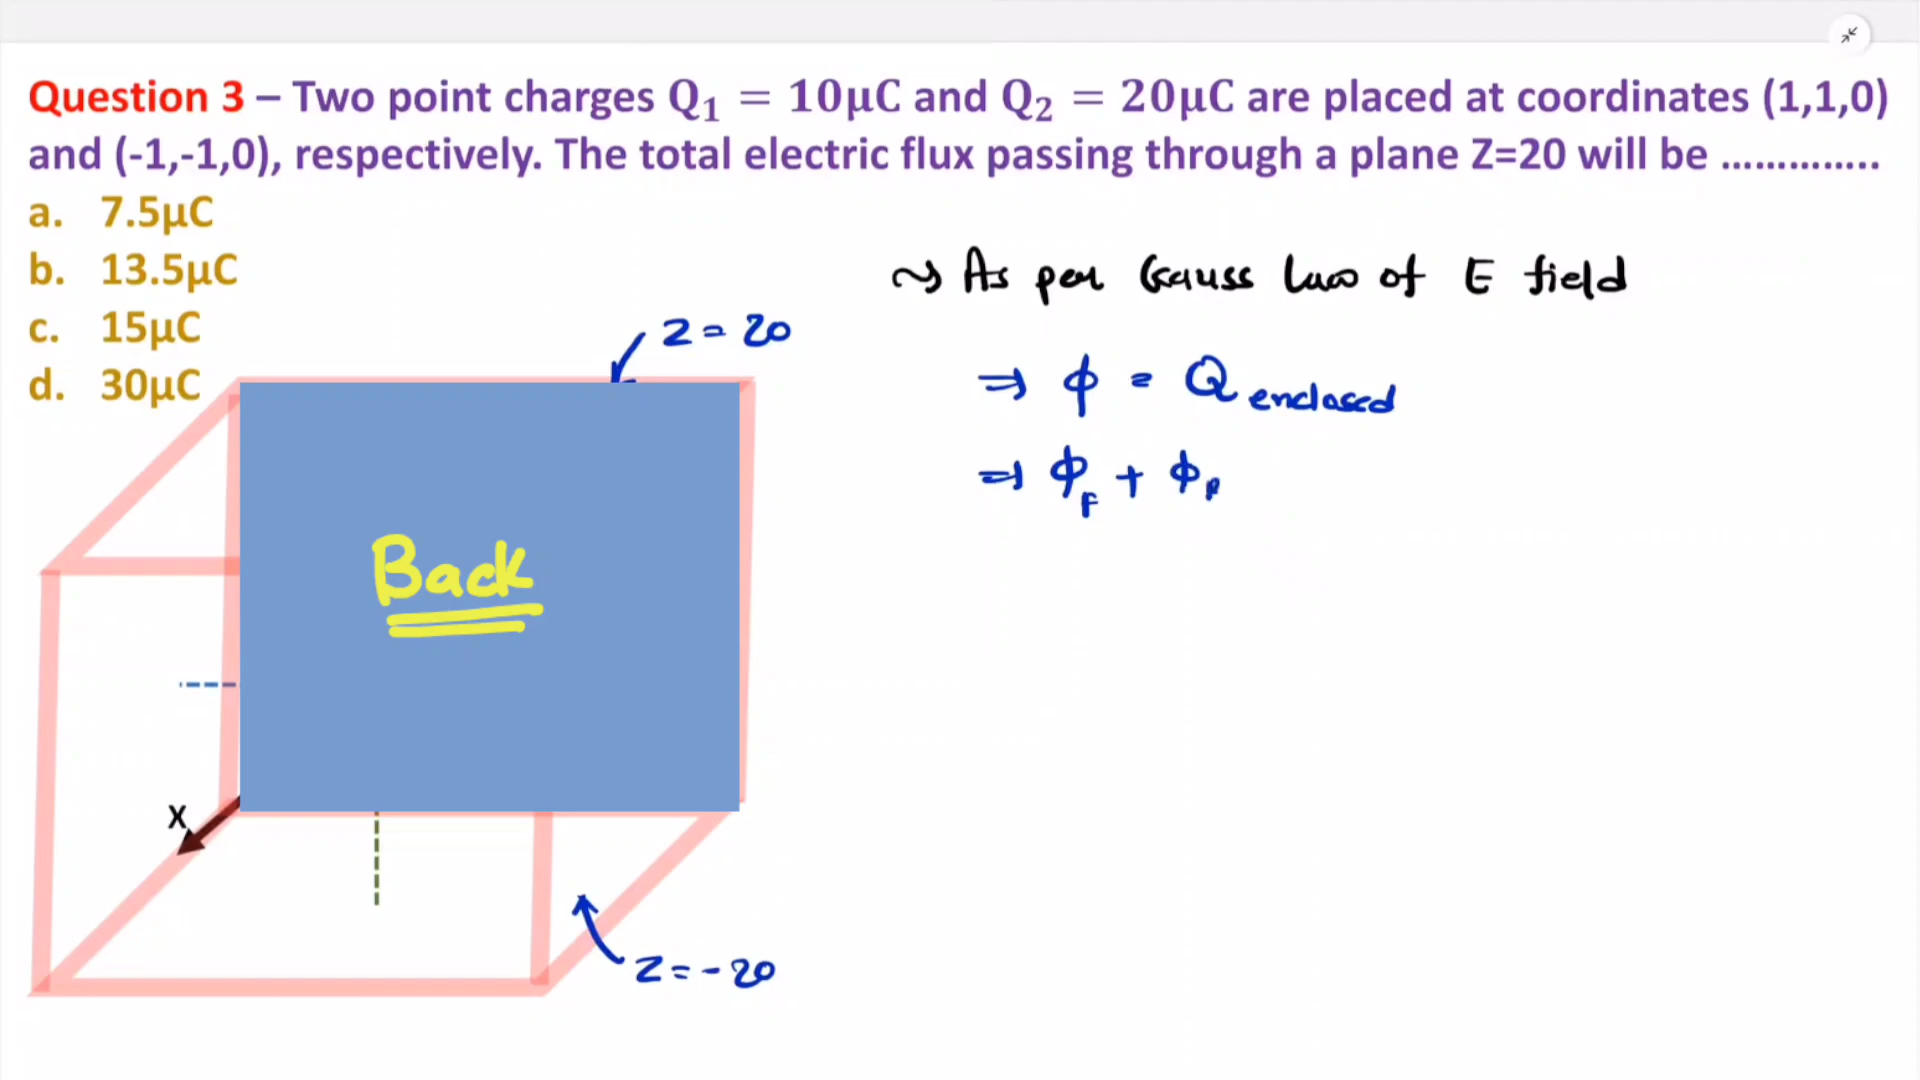 Question 3 – Two point charges Q₁ = 10μC and Q₂ = 20μC are placed at coordinates (1,1,0)
and (-1,-1,0), respectively. The total electric flux passing through a plane Z=20 will be ..............
a. 7.5μC
b. 13.5μC
c. 15μC
d. 30μC
~> As per Gauss law of E field
z = 20
⇒ ϕ = Q enclosed
⇒ ϕF + ϕ
Back
X
z = - 20